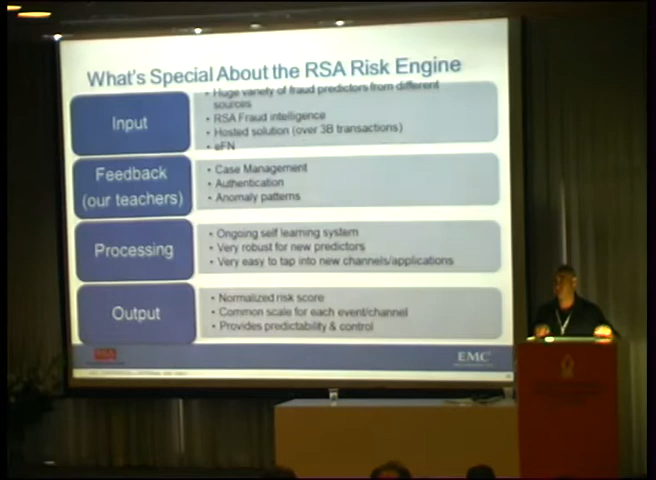 What's Special About the RSA Risk Engine
Input
• Huge variety of fraud predictors from different
sources
• RSA Fraud intelligence
• Hosted solution (over 3B transactions)
• eFN
Feedback
(our teachers)
• Case Management
• Authentication
• Anomaly patterns
Processing
• Ongoing self learning system
• Very robust for new predictors
• Very easy to tap into new channels/applications
Output
• Normalized risk score
• Common scale for each event/channel
• Provides predictability & control
RSA
EMC